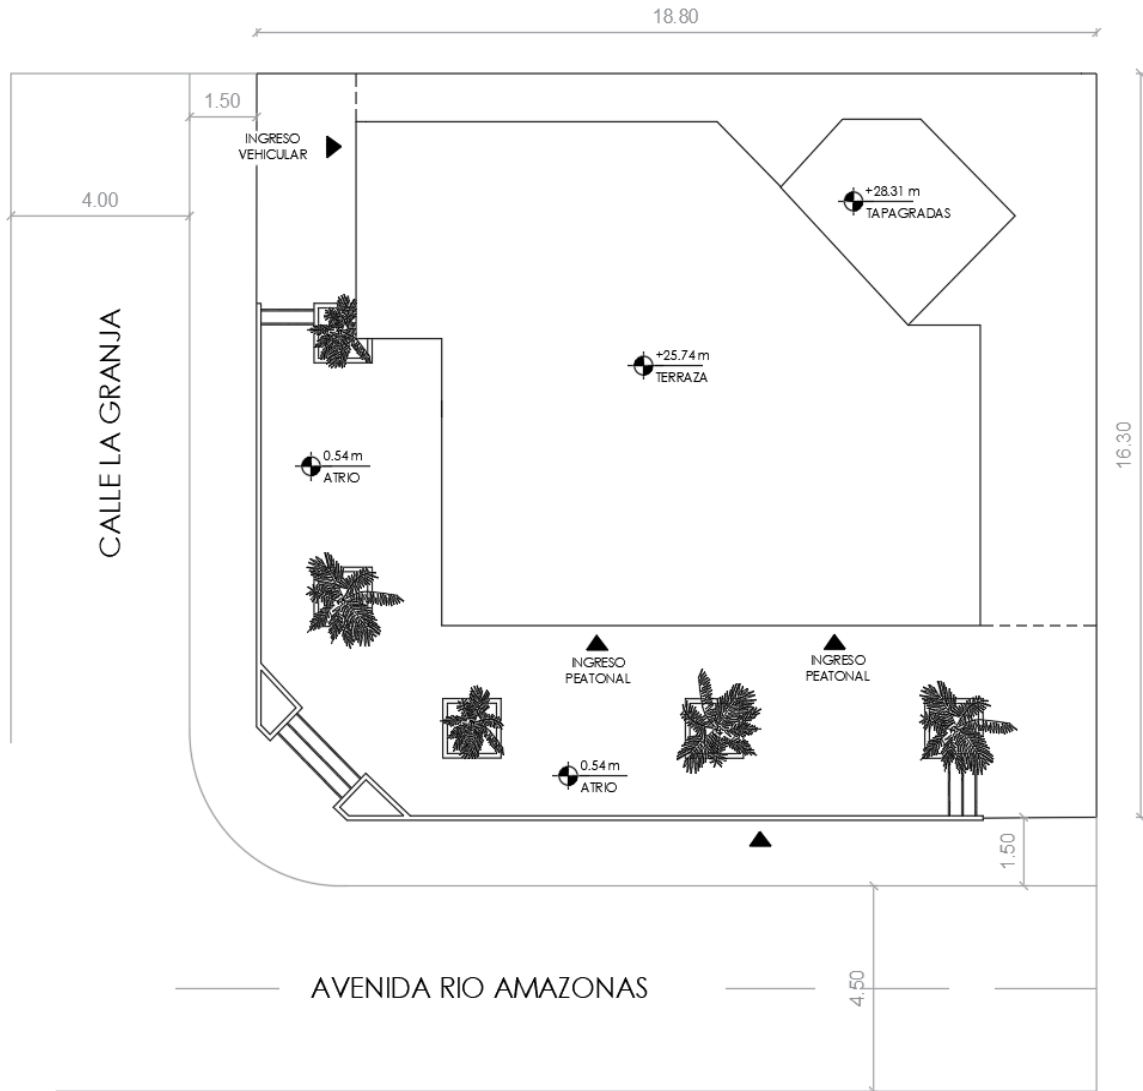 18.80
1.50
INGRESO
VEHICULAR
4.00
+28.31 m
TAPAGRADAS
CALLE LA GRANJA
+25.74 m
TERRAZA
16.30
0.54 m
ATRIO
INGRESO
PEATONAL
INGRESO
PEATONAL
0.54 m
ATRIO
1.50
AVENIDA RIO AMAZONAS
4.50